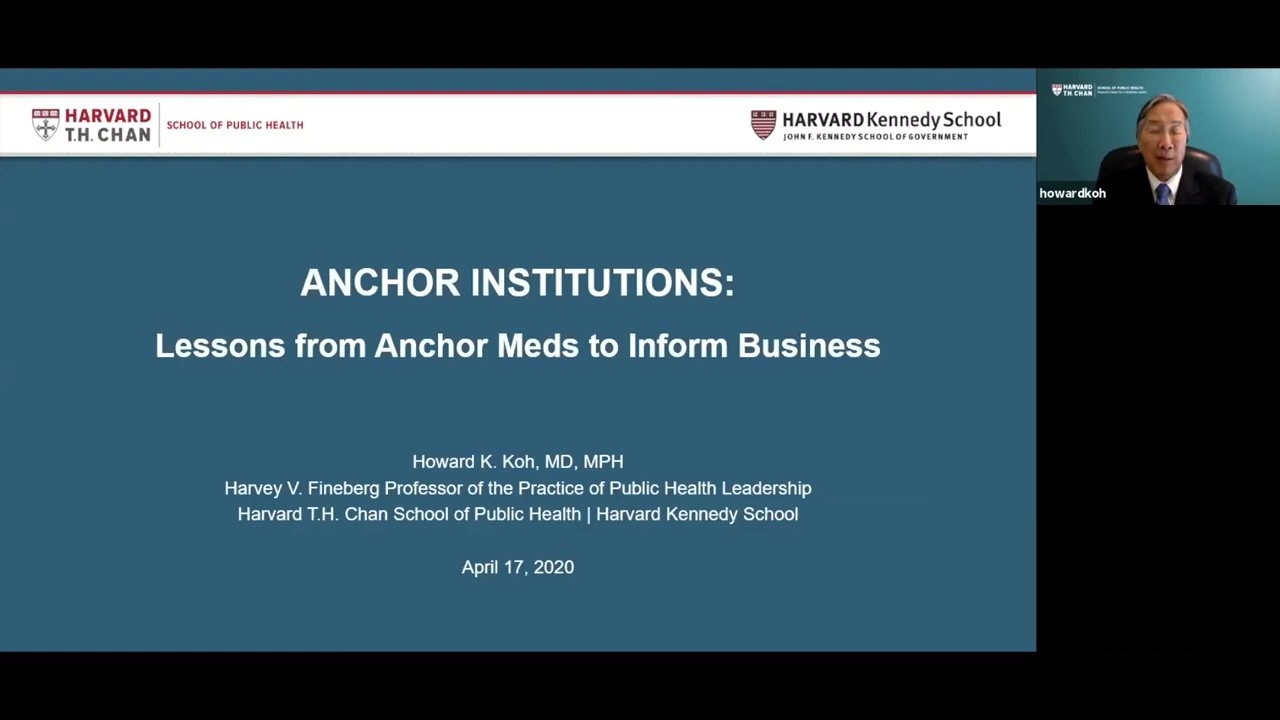 HARVARD
T.H. CHAN
SCHOOL OF PUBLIC HEALTH
HARVARD Kennedy School
JOHN F. KENNEDY SCHOOL OF GOVERNMENT
ANCHOR INSTITUTIONS:
Lessons from Anchor Meds to Inform Business
Howard K. Koh, MD, MPH
Harvey V. Fineberg Professor of the Practice of Public Health Leadership
Harvard T.H. Chan School of Public Health | Harvard Kennedy School
April 17, 2020
HARVARD
T.H. CHAN
SCHOOL OF PUBLIC HEALTH
howardkoh